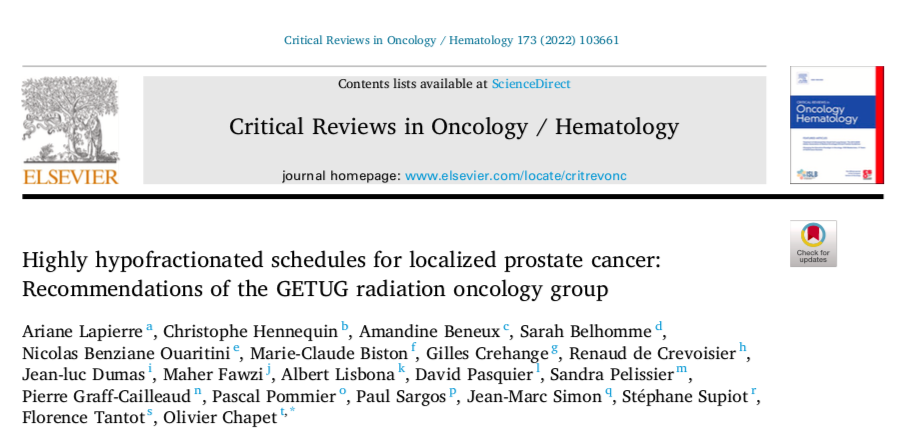 Critical Reviews in Oncology / Hematology 173 (2022) 103661
Contents lists available at ScienceDirect
Critical Reviews in Oncology / Hematology
journal homepage: www.elsevier.com/locate/critrevonc
ELSEVIER
Oncology
Hematology
Check for
updates
Highly hypofractionated schedules for localized prostate cancer:
Recommendations of the GETUG radiation oncology group
Ariane Lapierre a, Christophe Hennequin b, Amandine Beneux c, Sarah Belhomme d,
Nicolas Benziane Ouaritini e, Marie-Claude Biston f, Gilles Crehange g, Renaud de Crevoisier h,
Jean-luc Dumas i, Maher Fawzi j, Albert Lisbona k, David Pasquier l, Sandra Pelissier m,
Pierre Graff-Cailleaud n, Pascal Pommier o, Paul Sargos p, Jean-Marc Simon q, Stéphane Supiot r,
Florence Tantot s, Olivier Chapet t,*